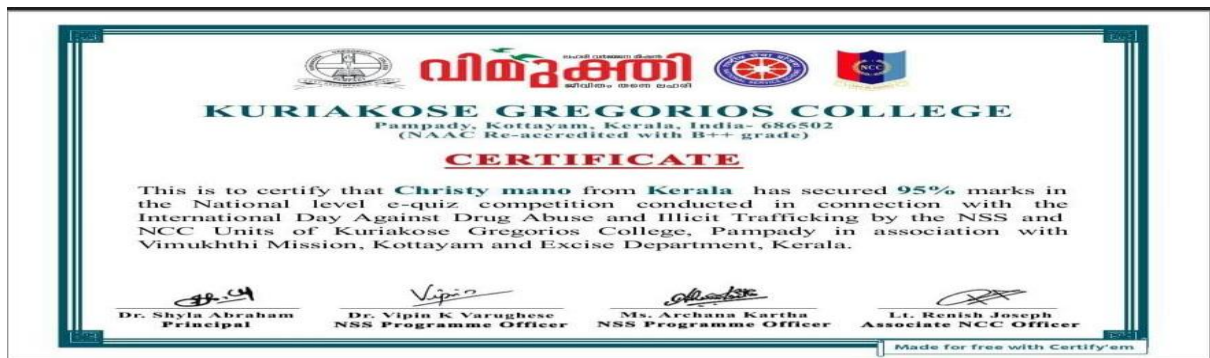 വിമുക്തി
ജീവിതം തന്നെ ലഹരി
NCC
KURIAKOSE GREGORIOS COLLEGE
Pampady, Kottayam, Kerala, India- 686502
(NAAC Re-accredited with B++ grade)
CERTIFICATE
This is to certify that Christy mano from Kerala has secured 95% marks in
the National level e-quiz competition conducted in connection with the
International Day Against Drug Abuse and Illicit Trafficking by the NSS and
NCC Units of Kuriakose Gregorios College, Pampady in association with
Vimukhthi Mission, Kottayam and Excise Department, Kerala.
Vipin
Dr. Shyla Abraham Dr. Vipin K Varughese Ms. Archana Kartha Lt. Renish Joseph
Principal NSS Programme Officer NSS Programme Officer Associate NCC Officer
Made for free with Certify'em